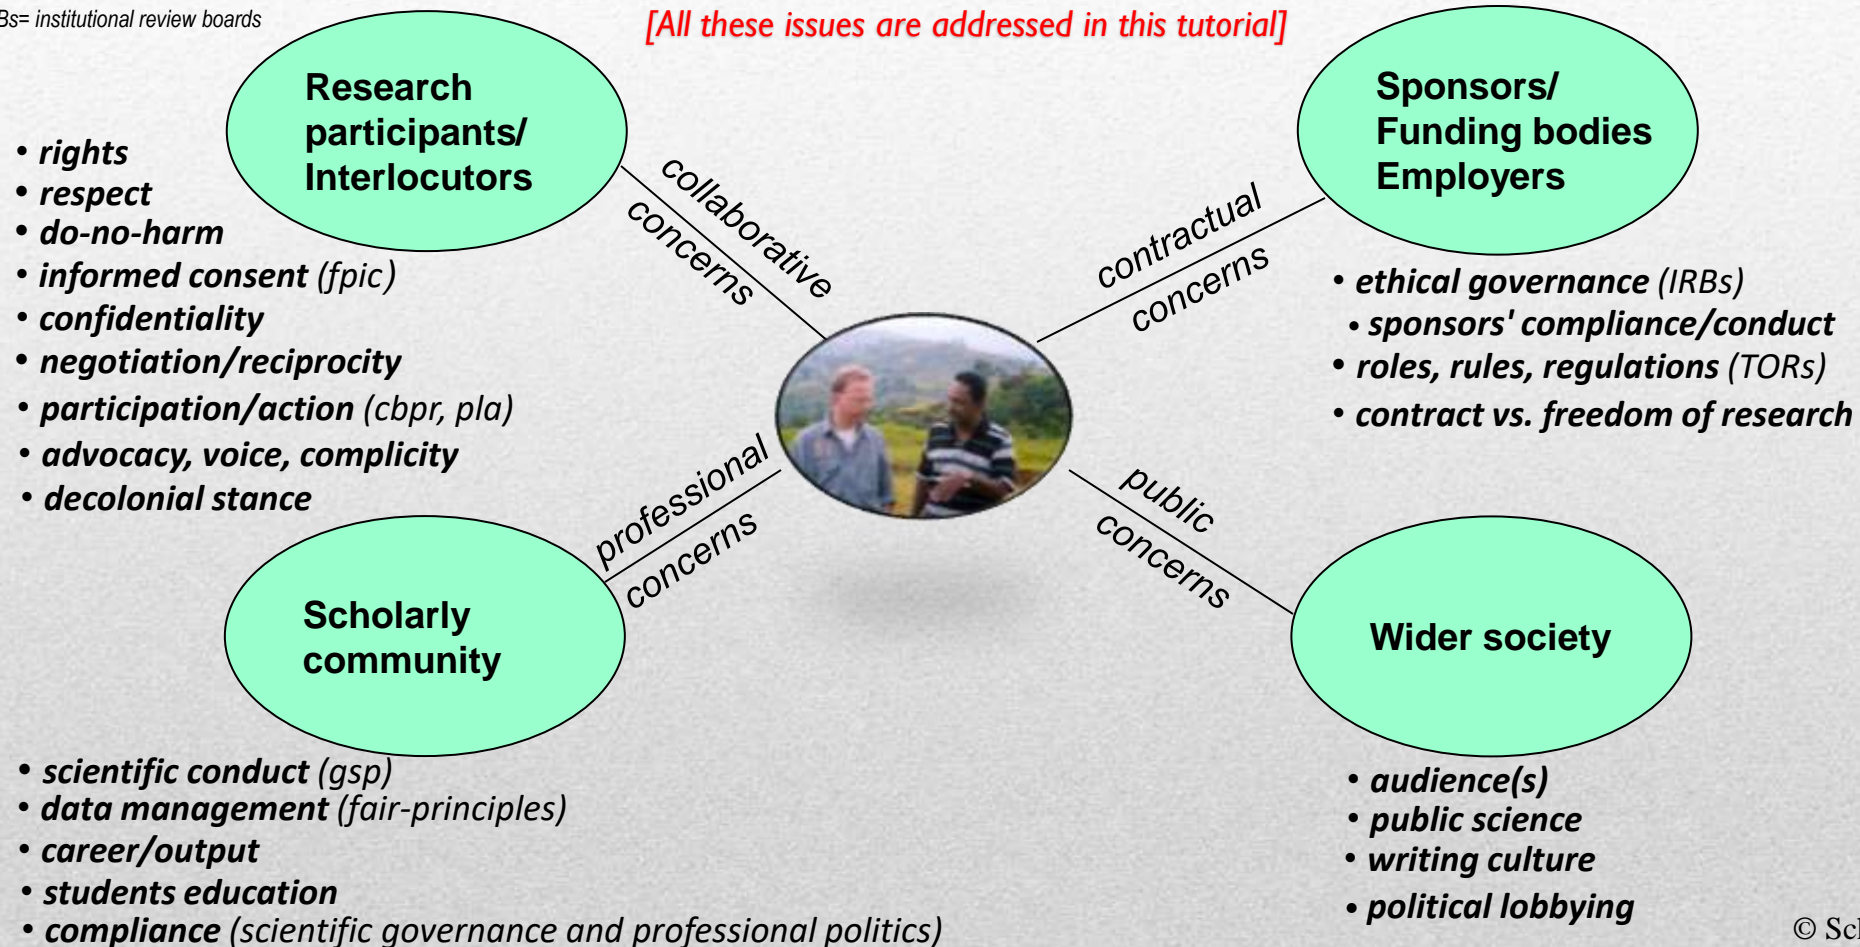 Bs= institutional review boards
[All these issues are addressed in this tutorial]
Research
participants/
Interlocutors
Sponsors/
Funding bodies
Employers
• rights
• respect
• do-no-harm
• informed consent (fpic)
• confidentiality
• negotiation/reciprocity
• participation/action (cbpr, pla)
• advocacy, voice, complicity
• decolonial stance
collaborative
concerns
contractual
concerns
• ethical governance (IRBs)
• sponsors' compliance/conduct
• roles, rules, regulations (TORs)
• contract vs. freedom of research
professional
concerns
public
concerns
Scholarly
community
Wider society
• scientific conduct (gsp)
• data management (fair-principles)
• career/output
• students education
• compliance (scientific governance and professional politics)
• audience(s)
• public science
• writing culture
• political lobbying
© Scl